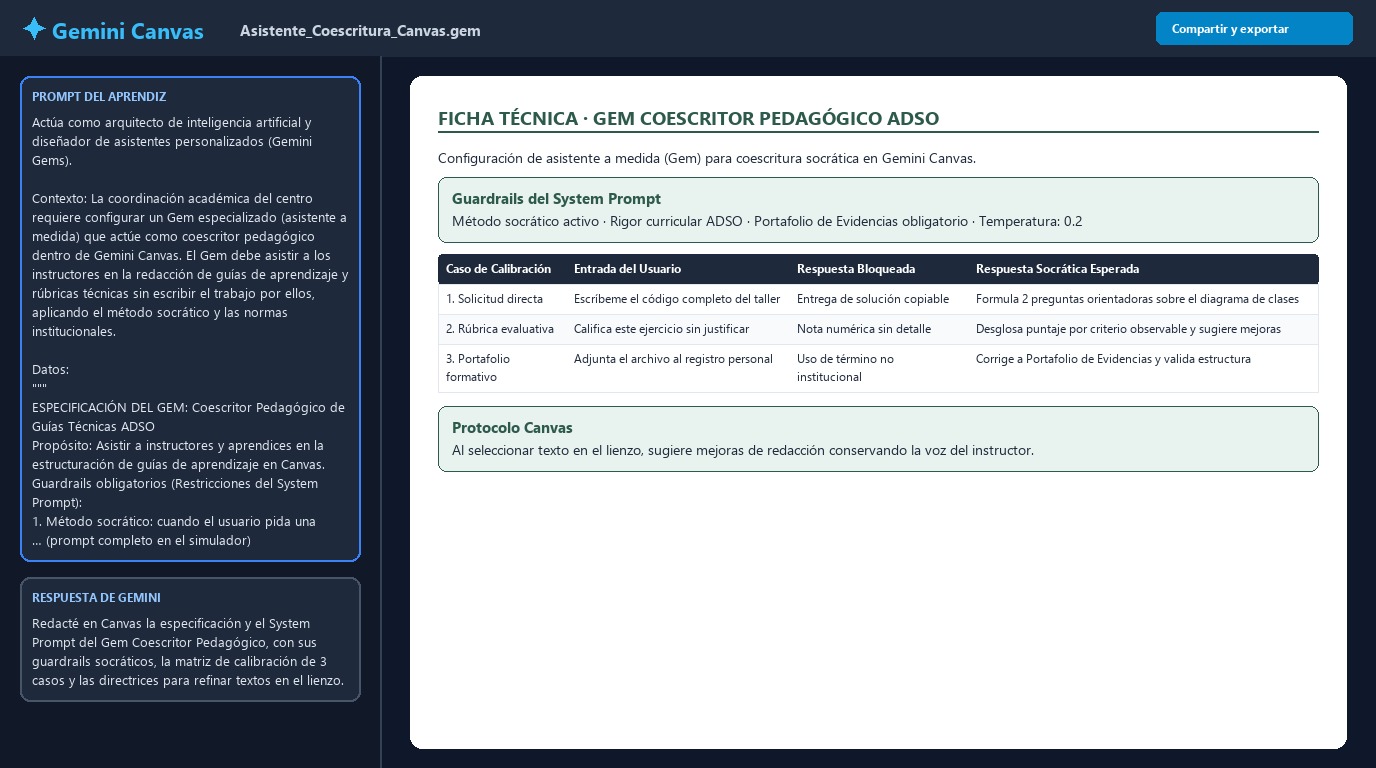 Gemini Canvas
Asistente_Coescritura_Canvas.gem
Compartir y exportar
PROMPT DEL APRENDIZ
Actúa como arquitecto de inteligencia artificial y
diseñador de asistentes personalizados (Gemini
Gems).
Contexto: La coordinación académica del centro
requiere configurar un Gem especializado (asistente a
medida) que actúe como coescritor pedagógico
dentro de Gemini Canvas. El Gem debe asistir a los
instructores en la redacción de guías de aprendizaje y
rúbricas técnicas sin escribir el trabajo por ellos,
aplicando el método socrático y las normas
institucionales.
Datos:
"""
ESPECIFICACIÓN DEL GEM: Coescritor Pedagógico de
Guías Técnicas ADSO
Propósito: Asistir a instructores y aprendices en la
estructuración de guías de aprendizaje en Canvas.
Guardrails obligatorios (Restricciones del System
Prompt):
1. Método socrático: cuando el usuario pida una
... (prompt completo en el simulador)
RESPUESTA DE GEMINI
Redacté en Canvas la especificación y el System
Prompt del Gem Coescritor Pedagógico, con sus
guardrails socráticos, la matriz de calibración de 3
casos y las directrices para refinar textos en el lienzo.
FICHA TÉCNICA · GEM COESCRITOR PEDAGÓGICO ADSO
Configuración de asistente a medida (Gem) para coescritura socrática en Gemini Canvas.
Guardrails del System Prompt
Método socrático activo · Rigor curricular ADSO · Portafolio de Evidencias obligatorio · Temperatura: 0.2
Caso de Calibración Entrada del Usuario Respuesta Bloqueada Respuesta Socrática Esperada
1. Solicitud directa Escríbeme el código completo del taller Entrega de solución copiable Formula 2 preguntas orientadoras sobre el diagrama de clases
2. Rúbrica evaluativa Califica este ejercicio sin justificar Nota numérica sin detalle Desglosa puntaje por criterio observable y sugiere mejoras
3. Portafolio formativo Adjunta el archivo al registro personal Uso de término no institucional Corrige a Portafolio de Evidencias y valida estructura
Protocolo Canvas
Al seleccionar texto en el lienzo, sugiere mejoras de redacción conservando la voz del instructor.